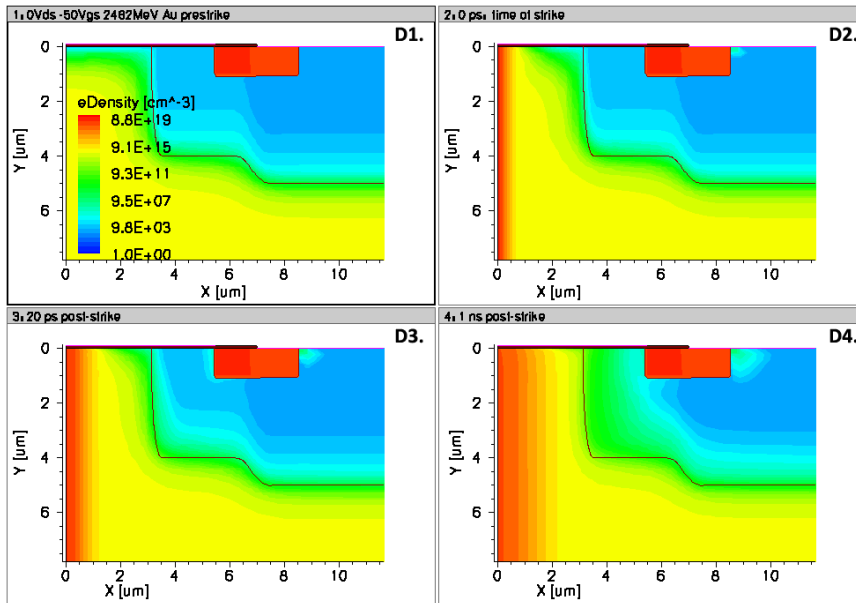 1: 0Vds -50Vgs 2482MeV Au prestrike
D1.
0
2
4
6
Y [um]
eDensity [cm^-3]
8.8E+19
9.1E+15
9.3E+11
9.5E+07
9.8E+03
1.0E+00
0 2 4 6 8 10
X [um]
2: 0 ps: time of strike
D2.
0
2
4
6
Y [um]
0 2 4 6 8 10
X [um]
3: 20 ps post-strike
D3.
0
2
4
6
Y [um]
0 2 4 6 8 10
X [um]
4: 1 ns post-strike
D4.
0
2
4
6
Y [um]
0 2 4 6 8 10
X [um]